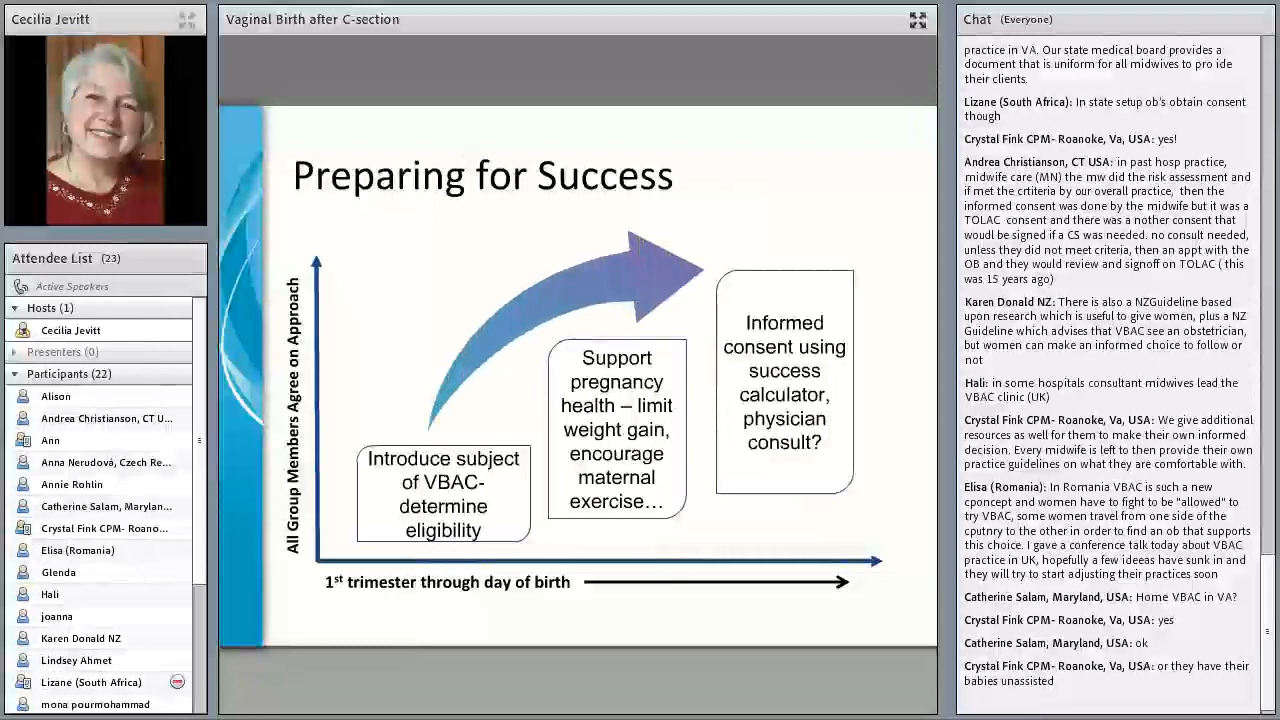 Cecilia Jevitt
Attendee List (23)
Active Speakers
Hosts (1)
Cecilia Jevitt
Presenters (0)
Participants (22)
Alison
Andrea Christianson, CT U...
Ann
Anna Nerudová, Czech Re...
Annie Rohlin
Catherine Salam, Marylan...
Crystal Fink CPM- Roano...
Elisa (Romania)
Glenda
Hali
joanna
Karen Donald NZ
Lindsey Ahmet
Lizane (South Africa)
mona pourmohammad
Vaginal Birth after C-section
Preparing for Success
All Group Members Agree on Approach
Introduce subject
of VBAC-
determine
eligibility
Support
pregnancy
health – limit
weight gain,
encourage
maternal
exercise…
Informed
consent using
success
calculator,
physician
consult?
1st trimester through day of birth
Chat (Everyone)
practice in VA. Our state medical board provides a
document that is uniform for all midwives to pro ide
their clients.
Lizane (South Africa): In state setup ob's obtain consent
though
Crystal Fink CPM- Roanoke, Va, USA: yes!
Andrea Christianson, CT USA: in past hosp practice,
midwife care (MN) the mw did the risk assessment and
if met the crtiteria by our overall practice, then the
informed consent was done by the midwife but it was a
TOLAC consent and there was a nother consent that
woudl be signed if a CS was needed. no consult needed,
unless they did not meet criteria, then an appt with the
OB and they would review and signoff on TOLAC ( this
was 15 years ago)
Karen Donald NZ: There is also a NZGuideline based
upon research which is useful to give women, plus a NZ
Guideline which advises that VBAC see an obstetrician,
but women can make an informed choice to follow or
not
Hali: in some hospitals consultant midwives lead the
VBAC clinic (UK)
Crystal Fink CPM- Roanoke, Va, USA: We give additional
resources as well for them to make their own informed
decision. Every midwife is left to then provide their own
practice guidelines on what they are comfortable with.
Elisa (Romania): In Romania VBAC is such a new
cponcept and women have to fight to be "allowed" to
try VBAC, some women travel from one side of the
cputnry to the other in order to find an ob that supports
this choice. I gave a conference talk today about VBAC
practice in UK, hopefully a few ideeas have sunk in and
they will try to start adjusting their practices soon
Catherine Salam, Maryland, USA: Home VBAC in VA?
Crystal Fink CPM- Roanoke, Va, USA: yes
Catherine Salam, Maryland, USA: ok
Crystal Fink CPM- Roanoke, Va, USA: or they have their
babies unassisted